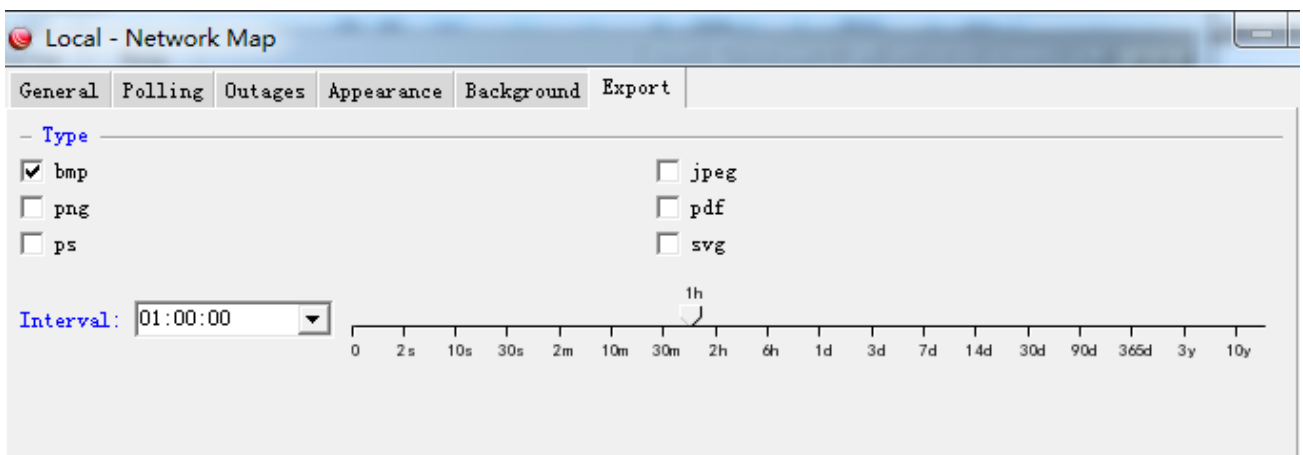 Local - Network Map
General Polling Outages Appearance Background Export
Type
bmp jpeg
png pdf
ps svg
1h
Interval: 01:00:00
0 2s 10s 30s 2m 10m 30m 2h 6h 1d 3d 7d 14d 30d 90d 365d 3y 10y